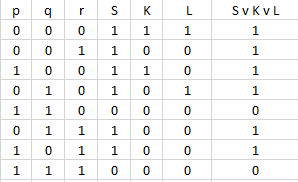 p q r S K L S v K v L
0 0 0 1 1 1 1
0 0 1 1 0 0 1
1 0 0 1 1 0 1
0 1 0 1 0 1 1
1 1 0 0 0 0 0
0 1 1 1 0 0 1
1 0 1 1 0 0 1
1 1 1 0 0 0 0